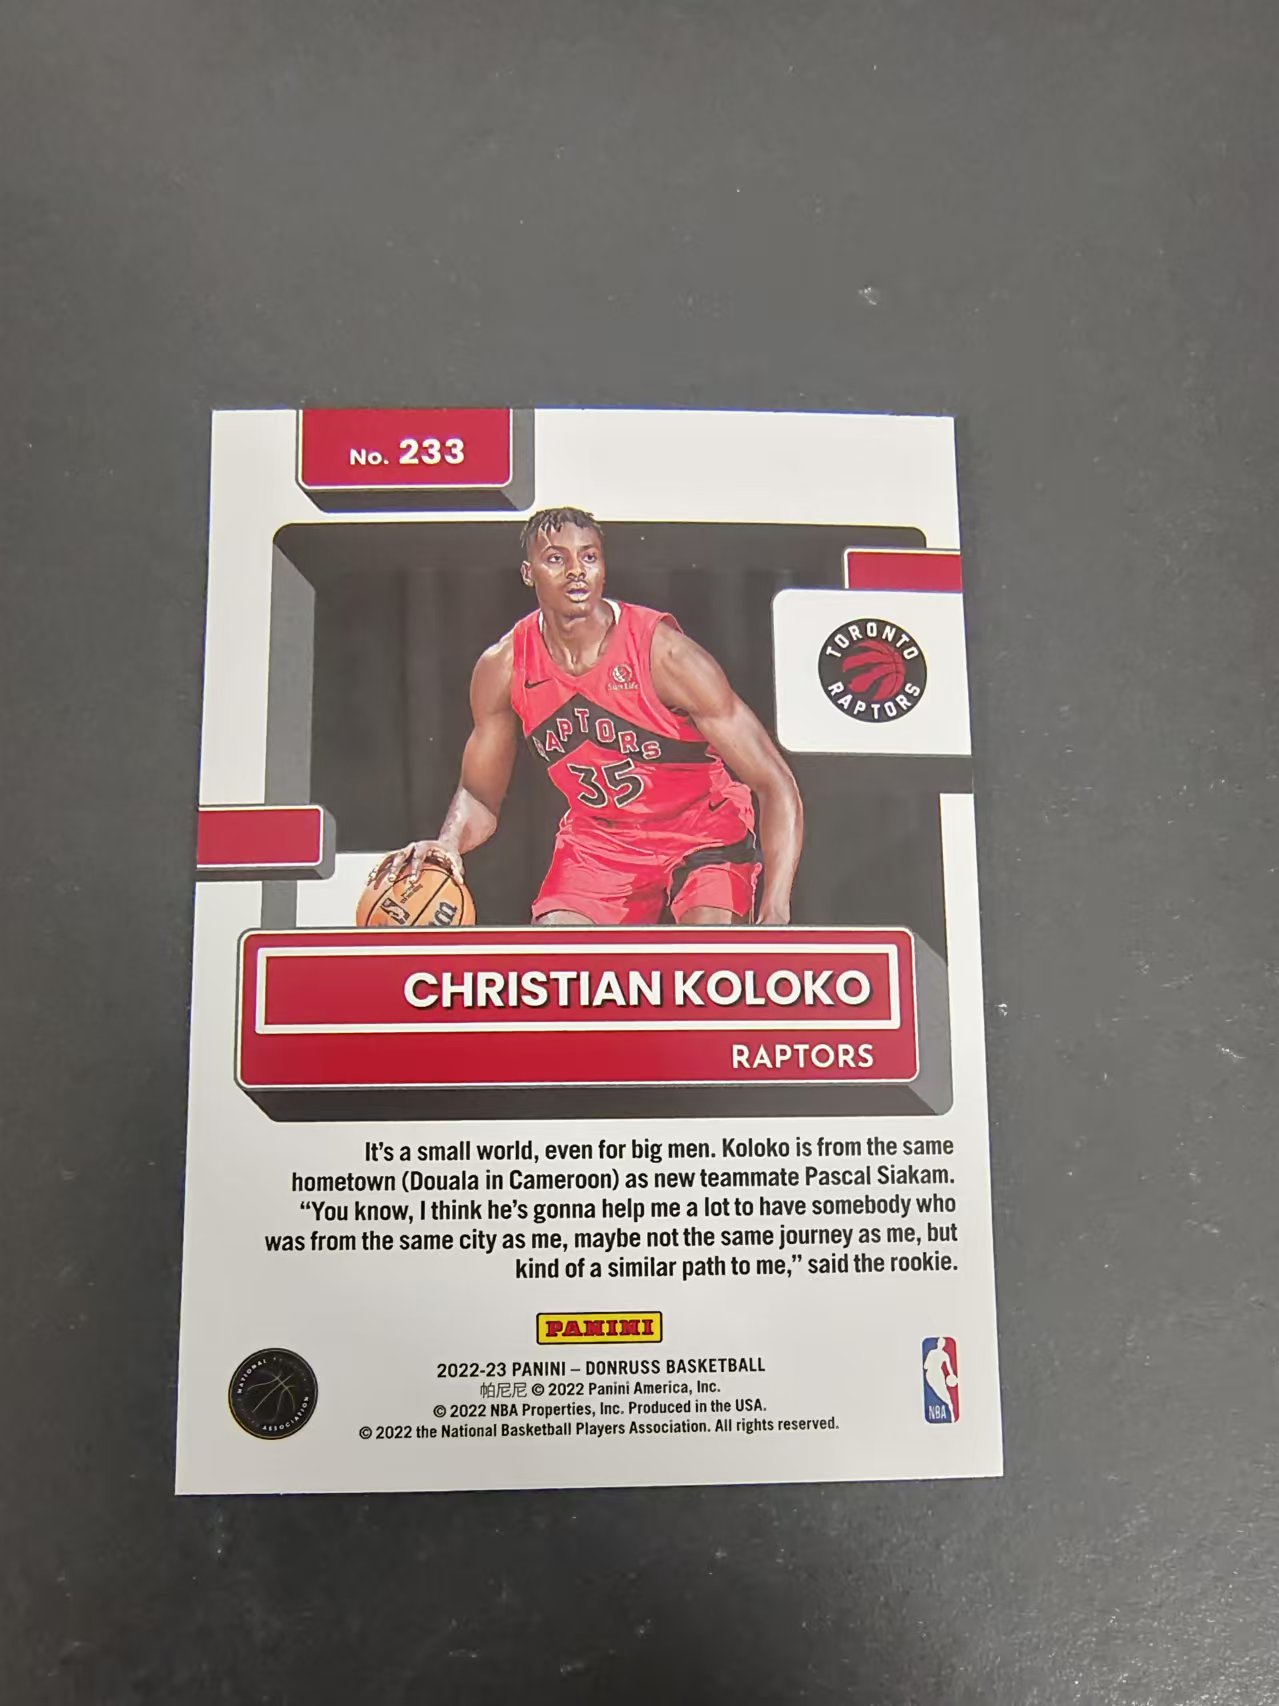 No. 233
TORONTO
RAPTORS
Sun Life
RAPTORS
35
CHRISTIAN KOLOKO
RAPTORS
It's a small world, even for big men. Koloko is from the same
hometown (Douala in Cameroon) as new teammate Pascal Siakam.
“You know, I think he's gonna help me a lot to have somebody who
was from the same city as me, maybe not the same journey as me, but
kind of a similar path to me,” said the rookie.
PANINI
2022-23 PANINI – DONRUSS BASKETBALL
帕尼尼 © 2022 Panini America, Inc.
© 2022 NBA Properties, Inc. Produced in the USA.
© 2022 the National Basketball Players Association. All rights reserved.
NATIONAL
ASSOCIATION
NBA